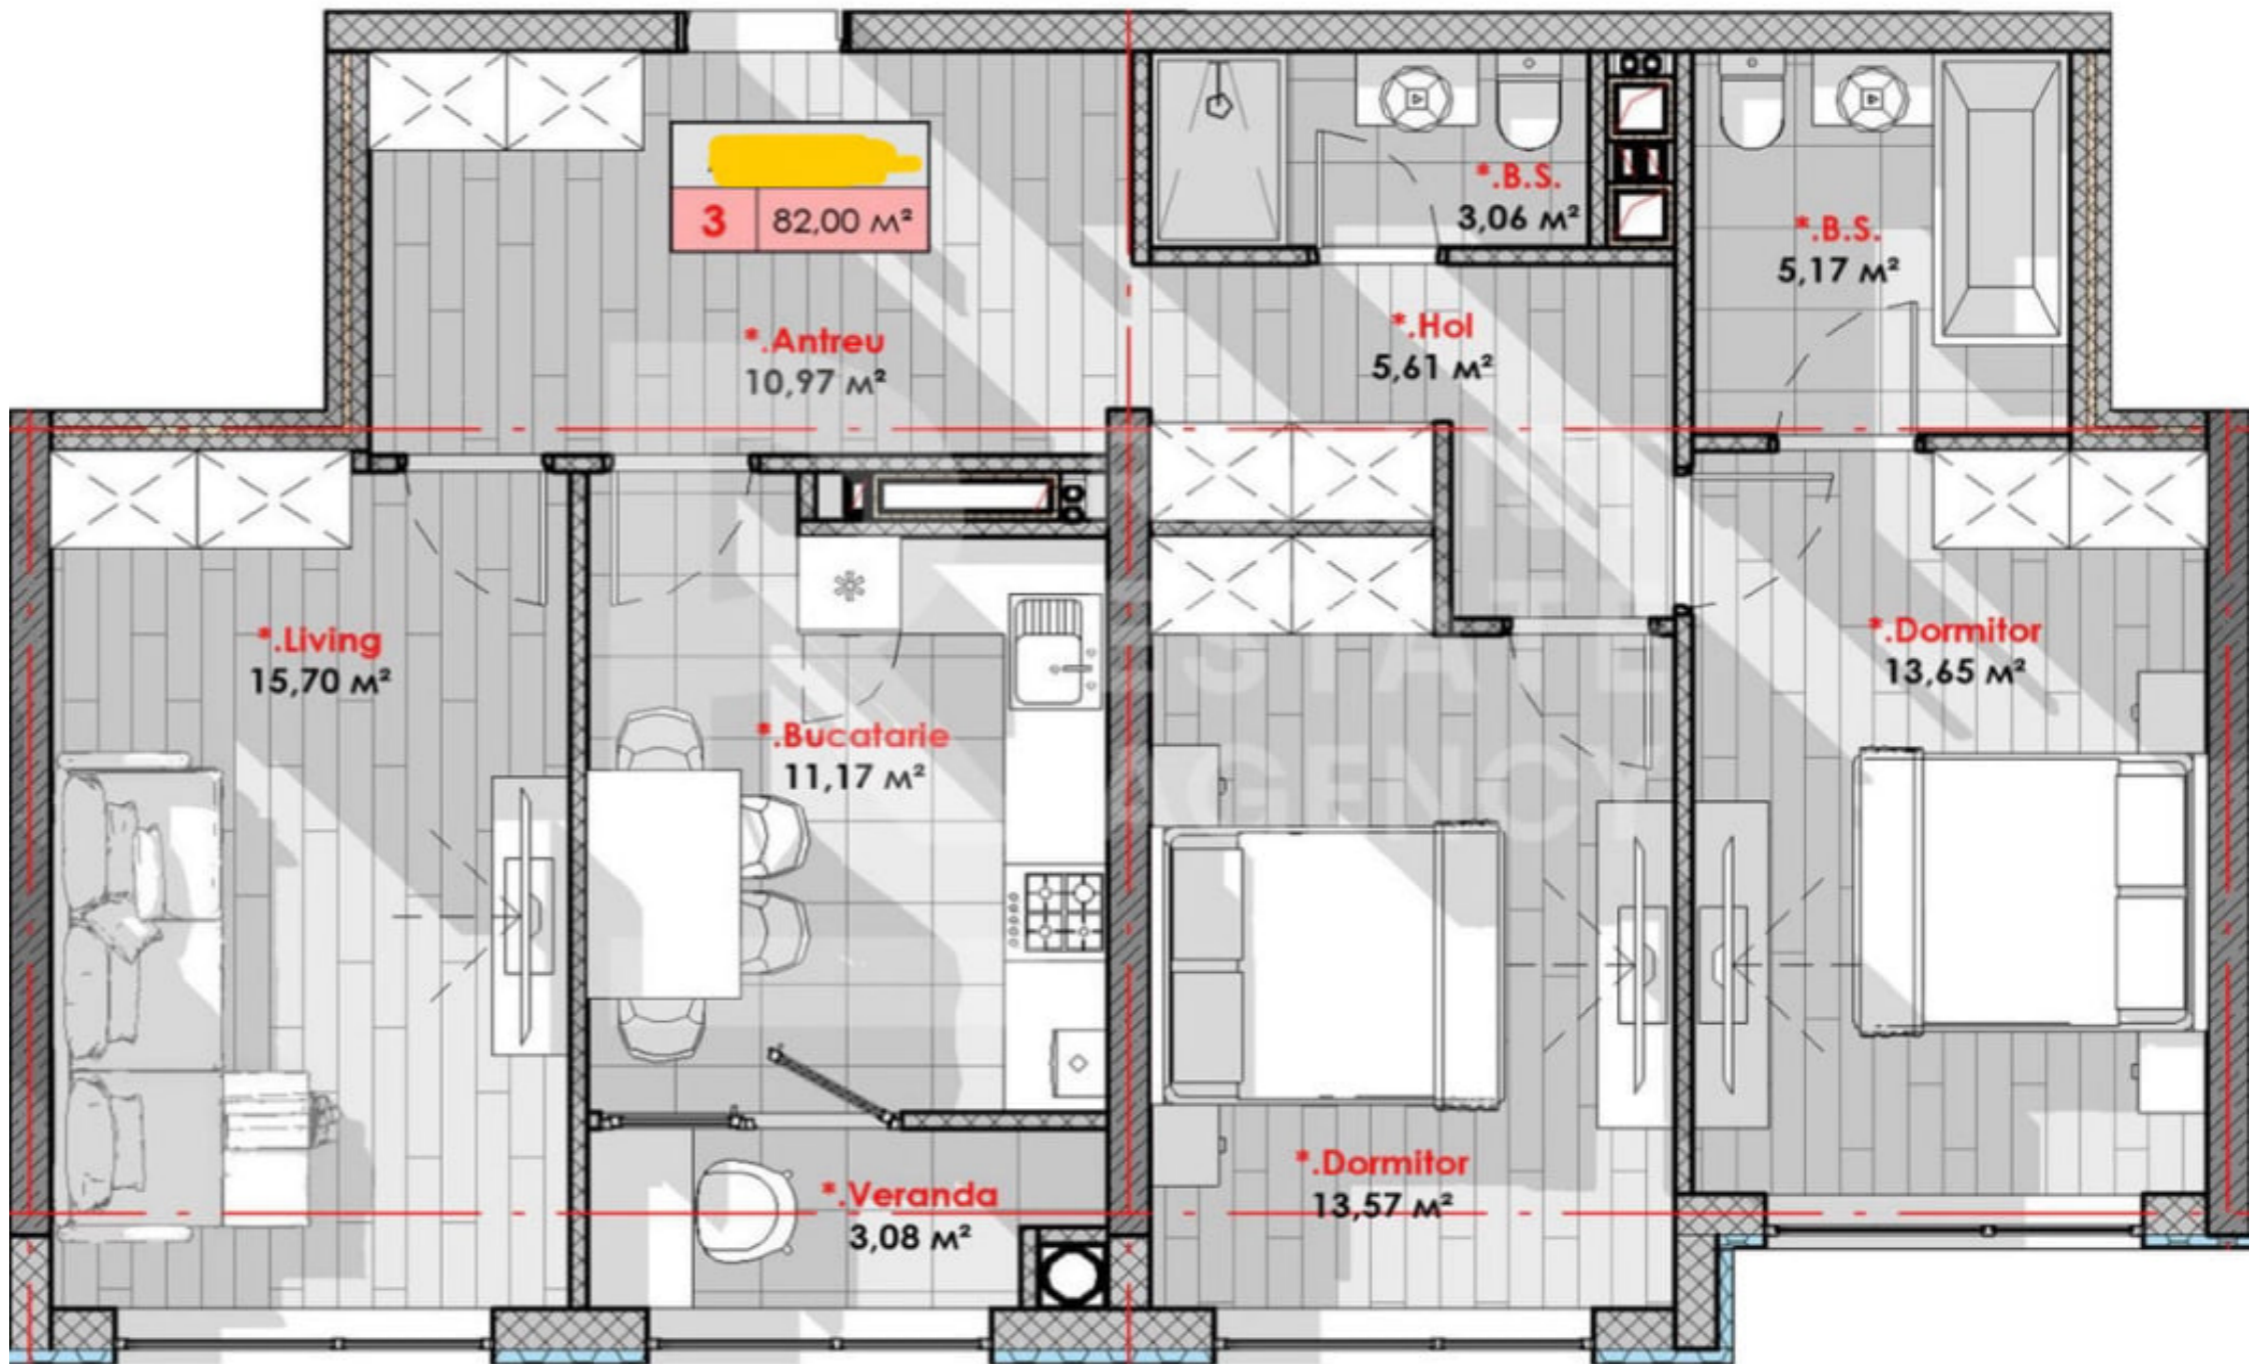 3 82,00 м²
*.Antreu
10,97 м²
*.B.S.
3,06 м²
*.B.S.
5,17 м²
*.Hol
5,61 м²
*.Living
15,70 м²
*.Bucatarie
11,17 м²
*.Dormitor
13,65 м²
*.Dormitor
13,57 м²
*.Veranda
3,08 м²
ESTATE
AGENCY